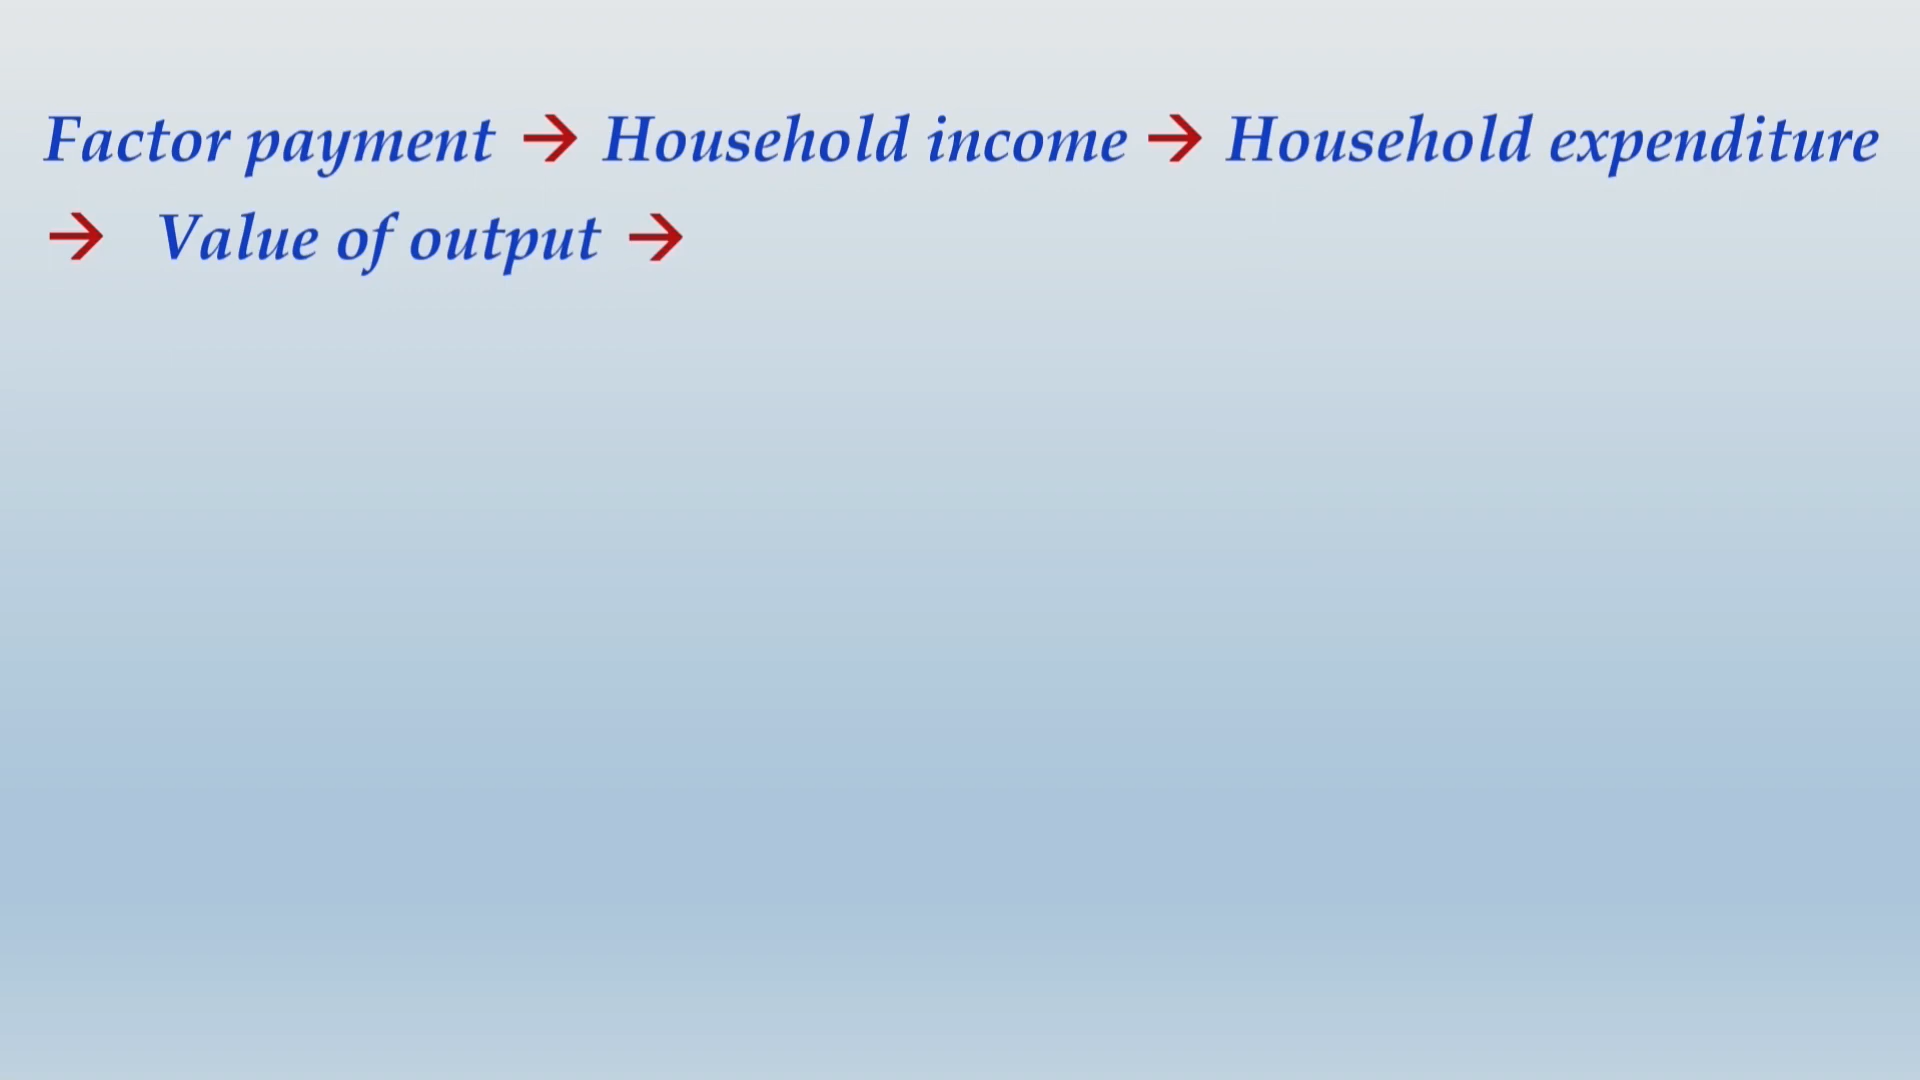 Factor payment → Household income → Household expenditure
→ Value of output →